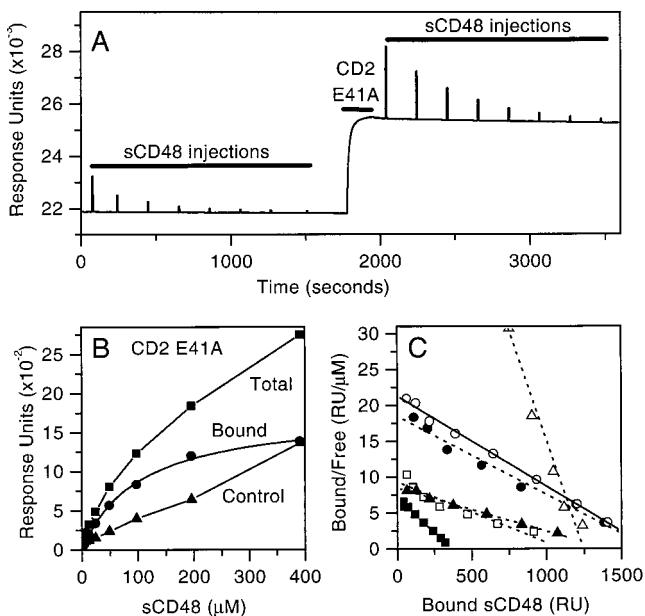 A
Response Units (x10⁻³)
28
26
24
22
sCD48 injections
CD2
E41A
sCD48 injections
0
1000
2000
3000
Time (seconds)
B
CD2 E41A
Response Units (x10⁻²)
30
25
20
15
10
5
0
Total
Bound
Control
0
100
200
300
400
sCD48 (µM)
C
Bound/Free (RU/µM)
30
25
20
15
10
5
0
0
500
1000
1500
Bound sCD48 (RU)